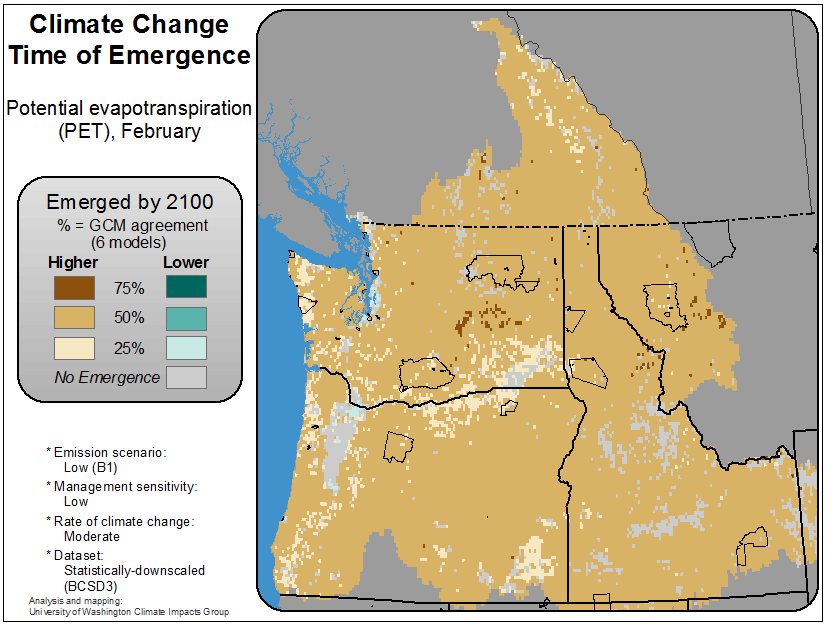 Climate Change
Time of Emergence
Potential evapotranspiration
(PET), February
Emerged by 2100
% = GCM agreement
(6 models)
Higher Lower
75%
50%
25%
No Emergence
* Emission scenario:
Low (B1)
* Management sensitivity:
Low
* Rate of climate change:
Moderate
* Dataset:
Statistically-downscaled
(BCSD3)
Analysis and mapping:
University of Washington Climate Impacts Group